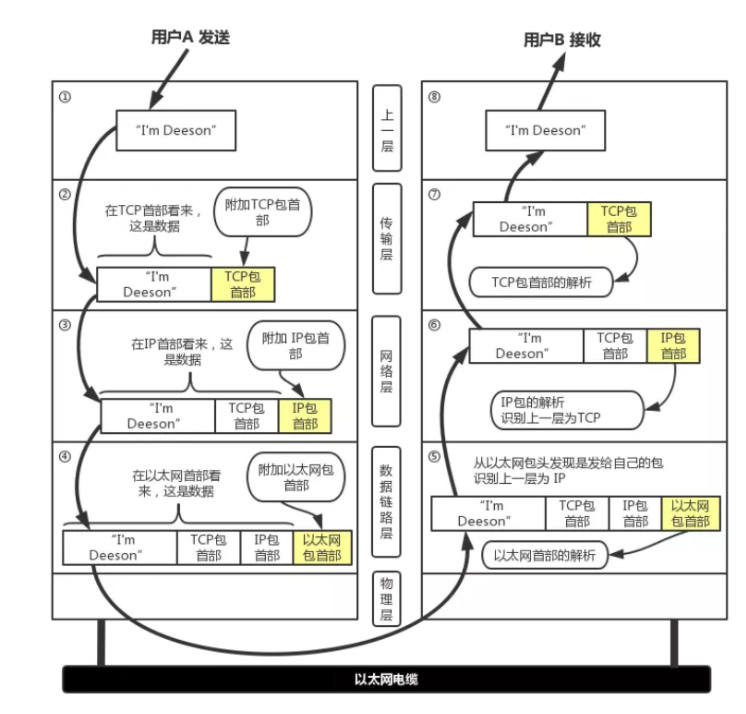 用户A 发送
用户B 接收
①
“I'm Deeson”
上一层
⑧
“I'm Deeson”
②
在TCP首部看来，
这是数据
附加TCP包首
部
“I'm
Deeson”
TCP包
首部
传输层
⑦
“I'm
Deeson”
TCP包
首部
TCP包首部的解析
③
在IP首部看来，这
是数据
附加 IP包首
部
“I'm
Deeson”
TCP包
首部
IP包
首部
网络层
⑥
“I'm
Deeson”
TCP包
首部
IP包
首部
IP包的解析
识别上一层为TCP
④
在以太网首部看
来，这是数据
附加以太网包
首部
“I'm
Deeson”
TCP包
首部
IP包
首部
以太网
包首部
数据链路层
⑤
从以太网包头发现是发给自己的包
识别上一层为 IP
“I'm
Deeson”
TCP包
首部
IP包
首部
以太网
包首部
以太网首部的解析
物理层
以太网电缆